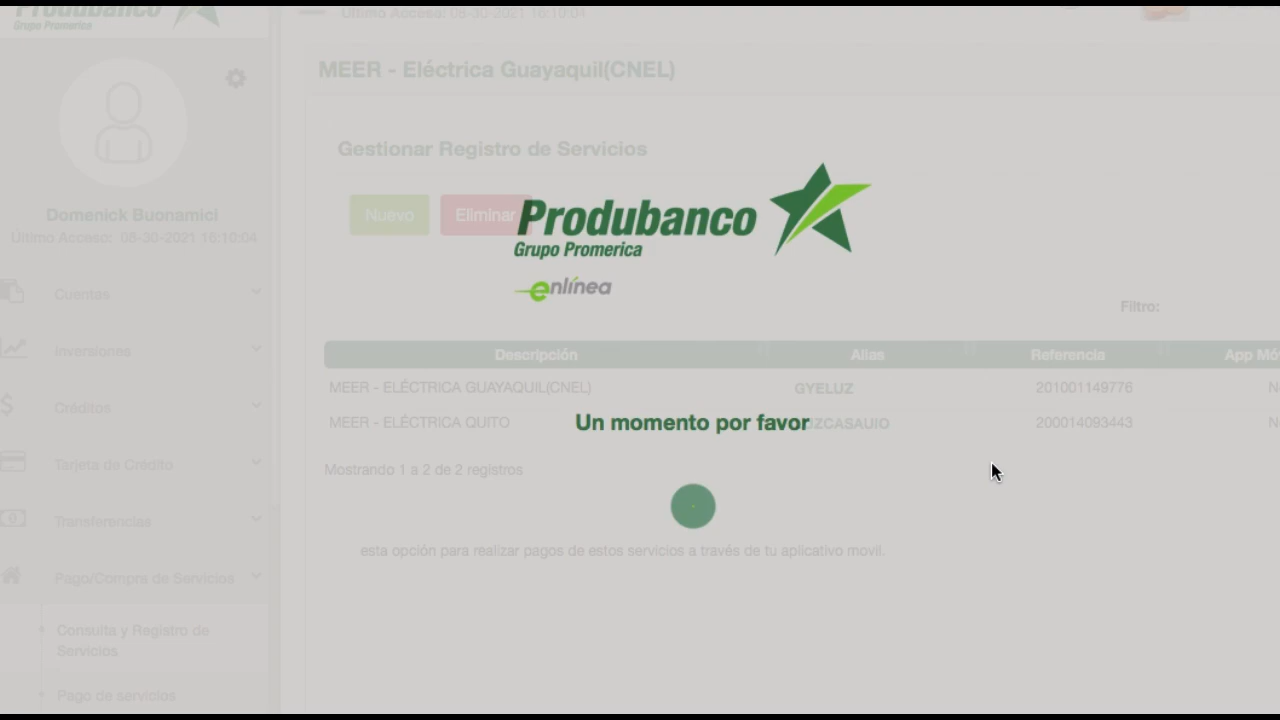 Produbanco
Grupo Promerica
Último Acceso: 08-30-2021 16:10:04
MEER - Eléctrica Guayaquil(CNEL)
Gestionar Registro de Servicios
Domenick Buonamici
Último Acceso: 08-30-2021 16:10:04
Nuevo
Eliminar
Produbanco
Grupo Promerica
enlínea
Cuentas
Filtro:
Inversiones
Descripción Alias Referencia App
MEER - ELÉCTRICA GUAYAQUIL(CNEL) GYELUZ 201001149776
Créditos
MEER - ELÉCTRICA QUITO 200014093443
Un momento por favor
Tarjeta de Crédito
Mostrando 1 a 2 de 2 registros
Transferencias
esta opción para realizar pagos de estos servicios a través de tu aplicativo movil.
Pago/Compra de Servicios
Consulta y Registro de
Servicios
Pago de servicios